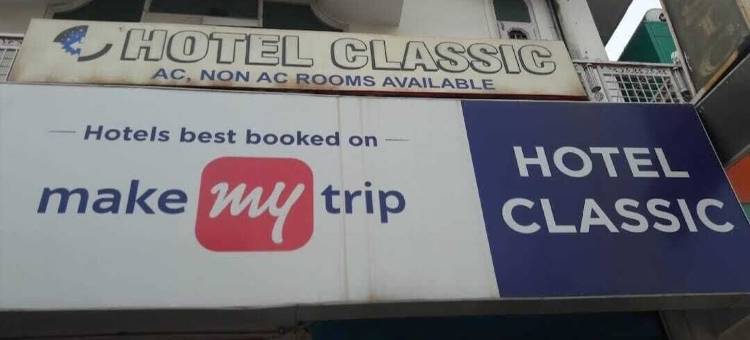 HOTEL CLASSIC
AC, NON AC ROOMS AVAILABLE
Hotels best booked on
make my trip
HOTEL
CLASSIC